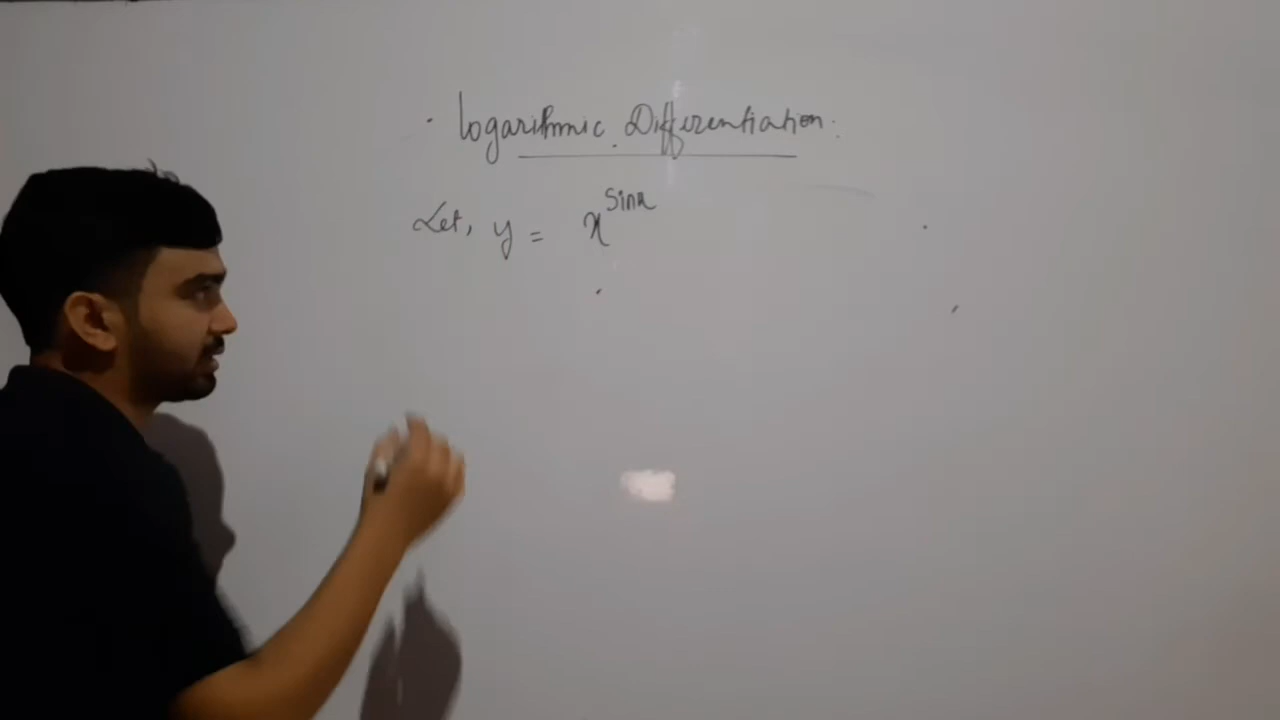 Logarithmic Differentiation.
Let, y = x^sinx